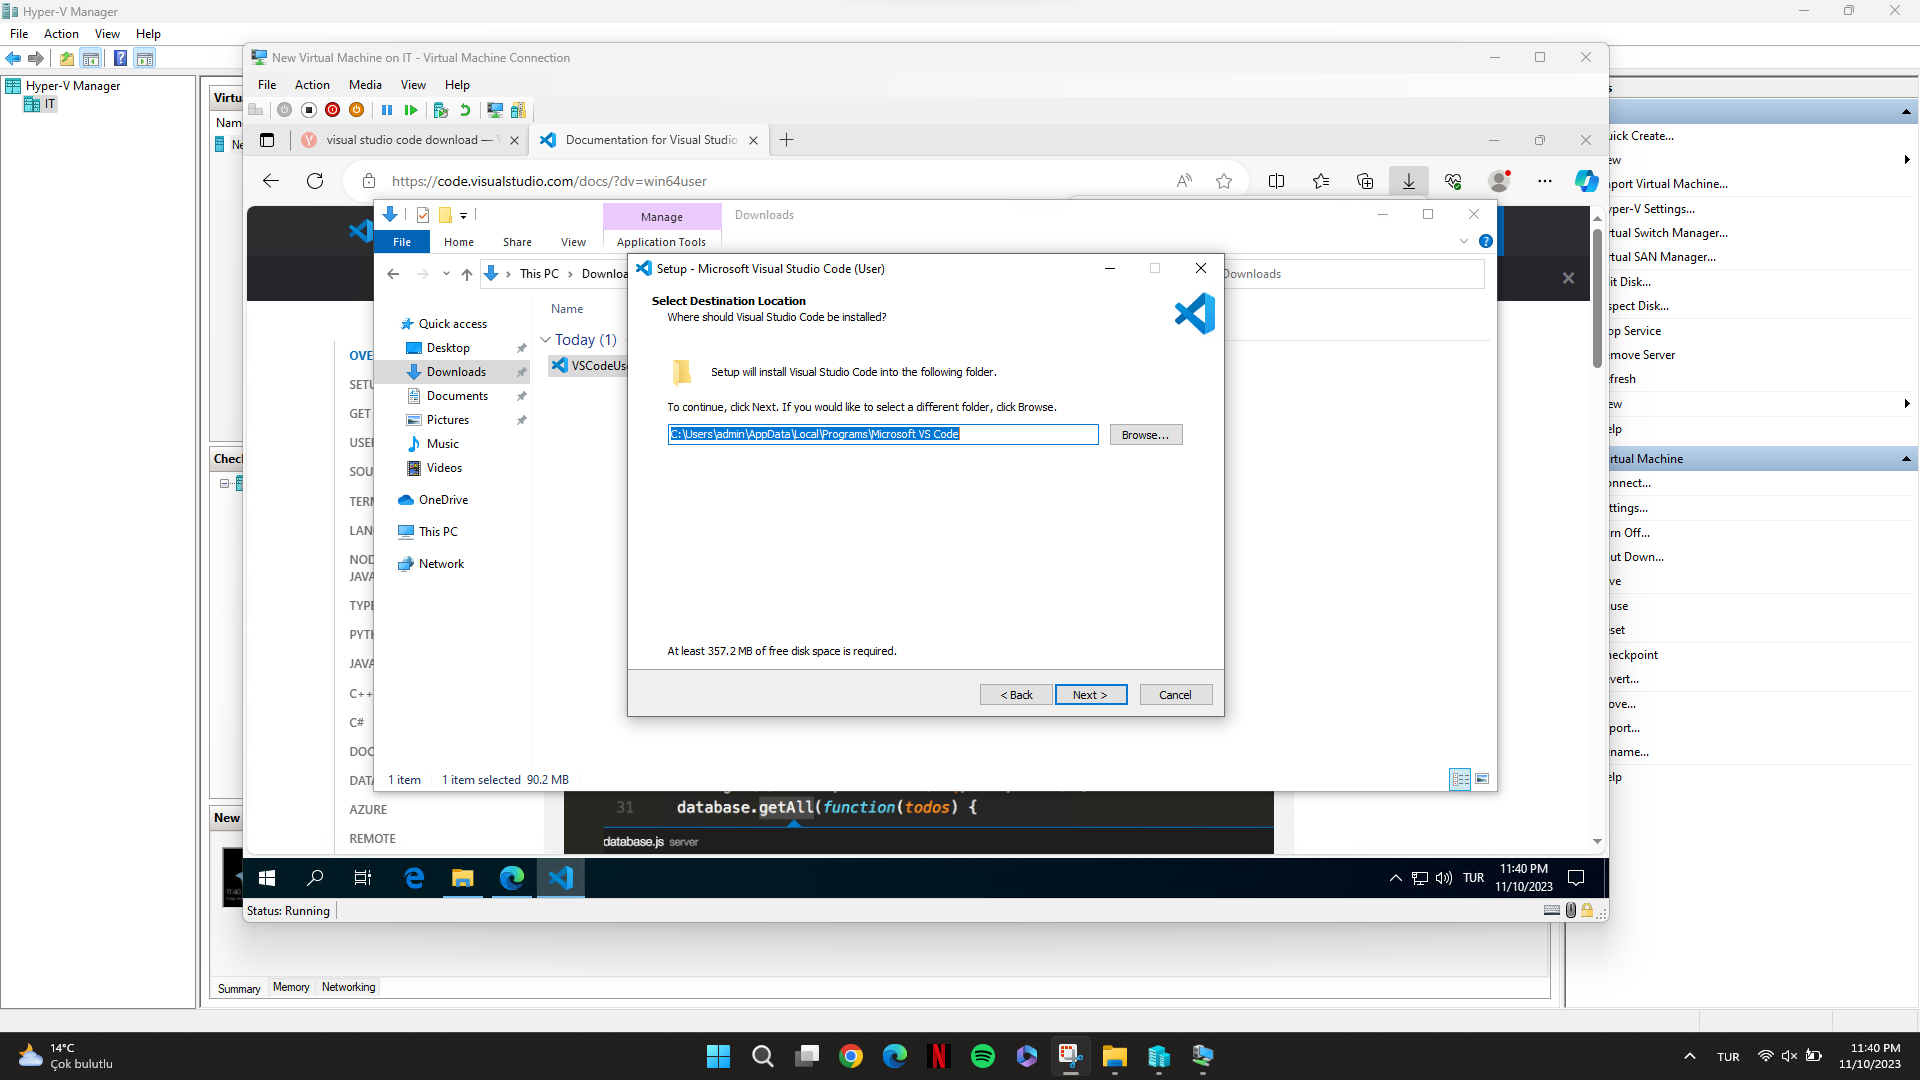 Hyper-V Manager
File Action View Help
Hyper-V Manager
IT
Virtu
Nam
Ne
Chec
New
New Virtual Machine on IT - Virtual Machine Connection
File Action Media View Help
visual studio code download —
Documentation for Visual Studio
https://code.visualstudio.com/docs/?dv=win64user
Manage
Downloads
File Home Share View Application Tools
This PC > Downloa
Downloads
Quick access
Desktop
Downloads
Documents
Pictures
Music
Videos
OneDrive
This PC
Network
Name
Today (1)
VSCodeUse
1 item 1 item selected 90.2 MB
OVE
SETU
GET
USER
SOU
TERM
LANG
NOD
JAVA
TYPE
PYTH
JAVA
C++
C#
DOC
DATA
AZURE
REMOTE
Setup - Microsoft Visual Studio Code (User)
Select Destination Location
Where should Visual Studio Code be installed?
Setup will install Visual Studio Code into the following folder.
To continue, click Next. If you would like to select a different folder, click Browse.
C:\Users\admin\AppData\Local\Programs\Microsoft VS Code
Browse...
At least 357.2 MB of free disk space is required.
< Back
Next >
Cancel
31 database.getAll(function(todos) {
database.js server
TUR
11:40 PM
11/10/2023
Status: Running
Summary Memory Networking
s
uick Create...
ew
port Virtual Machine...
yper-V Settings...
rtual Switch Manager...
rtual SAN Manager...
it Disk...
spect Disk...
op Service
emove Server
efresh
ew
elp
rtual Machine
onnect...
ttings...
rn Off...
ut Down...
ve
use
set
heckpoint
vert...
ove...
port...
ename...
elp
14°C
Çok bulutlu
TUR
11:40 PM
11/10/2023